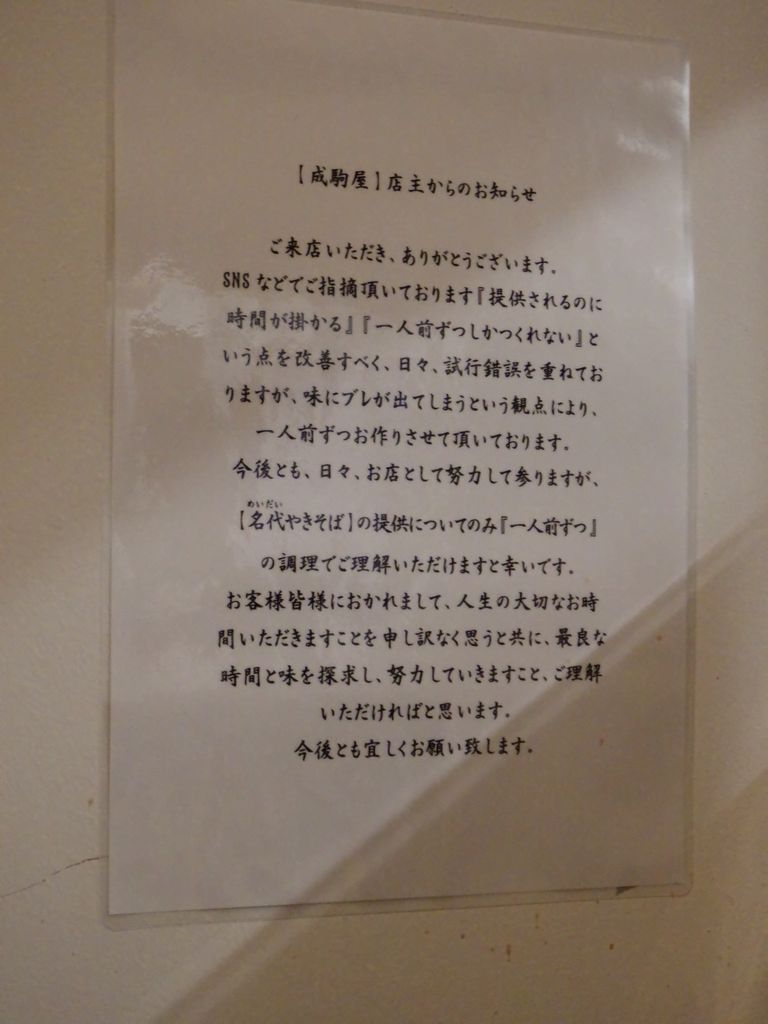 【成駒屋】店主からのお知らせ
ご来店いただき、ありがとうございます。
SNSなどでご指摘頂いております『提供されるのに
時間が掛かる』『一人前ずつしかつくれない』と
いう点を改善すべく、日々、試行錯誤を重ねてお
りますが、味にブレが出てしまうという観点により、
一人前ずつお作りさせて頂いております。
今後とも、日々、お店として努力して参りますが、
めいだい
【名代やきそば】の提供についてのみ『一人前ずつ』
の調理でご理解いただけますと幸いです。
お客様皆様におかれまして、人生の大切なお時
間いただきますことを申し訳なく思うと共に、最良な
時間と味を探求し、努力していきますこと、ご理解
いただければと思います。
今後とも宜しくお願い致します。